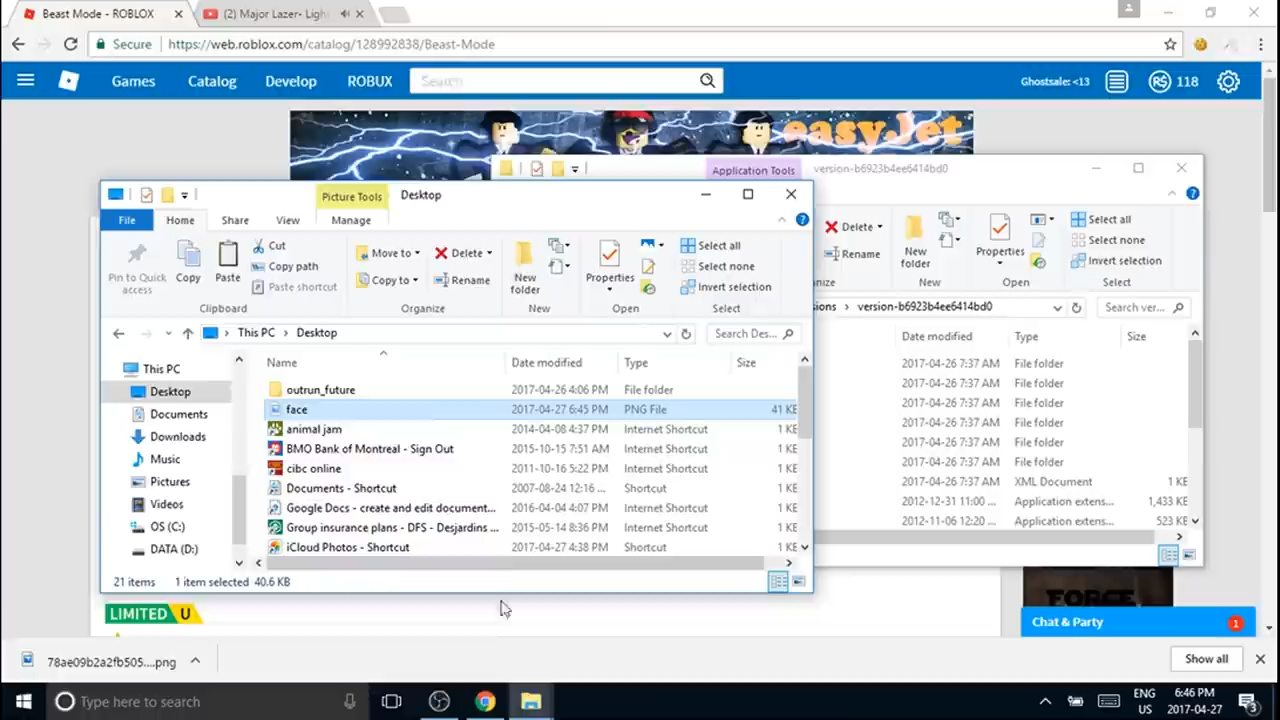 Beast Mode - ROBLOX
(2) Major Lazer- Ligh
Secure
https://web.roblox.com/catalog/128992838/Beast-Mode
Games
Catalog
Develop
ROBUX
Search
Ghostsale: <13
R$ 118
easyJet
Application Tools
version-b6923b4ee6414bd0
Picture Tools
Desktop
File
Home
Share
View
Manage
Pin to Quick access
Copy
Paste
Cut
Copy path
Paste shortcut
Clipboard
Move to
Copy to
Delete
Rename
Organize
New folder
New
Properties
Open
Select all
Select none
Invert selection
Select
Delete
Rename
nize
New folder
New
Properties
Open
Select all
Select none
Invert selection
Select
This PC > Desktop
Search Des...
sions > version-b6923b4ee6414bd0
Search ver...
Name Date modified Type Size
This PC
Desktop
Documents
Downloads
Music
Pictures
Videos
OS (C:)
DATA (D:)
outrun_future 2017-04-26 4:06 PM File folder
face 2017-04-27 6:45 PM PNG File 41 KB
animal jam 2014-04-08 4:37 PM Internet Shortcut 1 KB
BMO Bank of Montreal - Sign Out 2015-10-15 7:51 AM Internet Shortcut 1 KB
cibc online 2011-10-16 5:22 PM Internet Shortcut 1 KB
Documents - Shortcut 2007-08-24 12:16 ... Shortcut 1 KB
Google Docs - create and edit document... 2016-04-04 4:07 PM Internet Shortcut 1 KB
Group insurance plans - DFS - Desjardins ... 2015-05-14 8:36 PM Internet Shortcut 1 KB
iCloud Photos - Shortcut 2017-04-27 4:38 PM Shortcut 1 KB
Date modified Type Size
2017-04-26 7:37 AM File folder
2017-04-26 7:37 AM File folder
2017-04-26 7:37 AM File folder
2017-04-26 7:37 AM File folder
2017-04-26 7:37 AM File folder
2017-04-26 7:37 AM File folder
2017-04-26 7:37 AM XML Document 1 KB
2012-12-31 11:00 ... Application extens... 1,433 KB
2012-11-06 12:20 ... Application extens... 523 KB
21 items 1 item selected 40.6 KB
LIMITED U
FORCE
Chat & Party 1
78ae09b2a2fb505....png
Show all
Type here to search
ENG
US
6:46 PM
2017-04-27
3